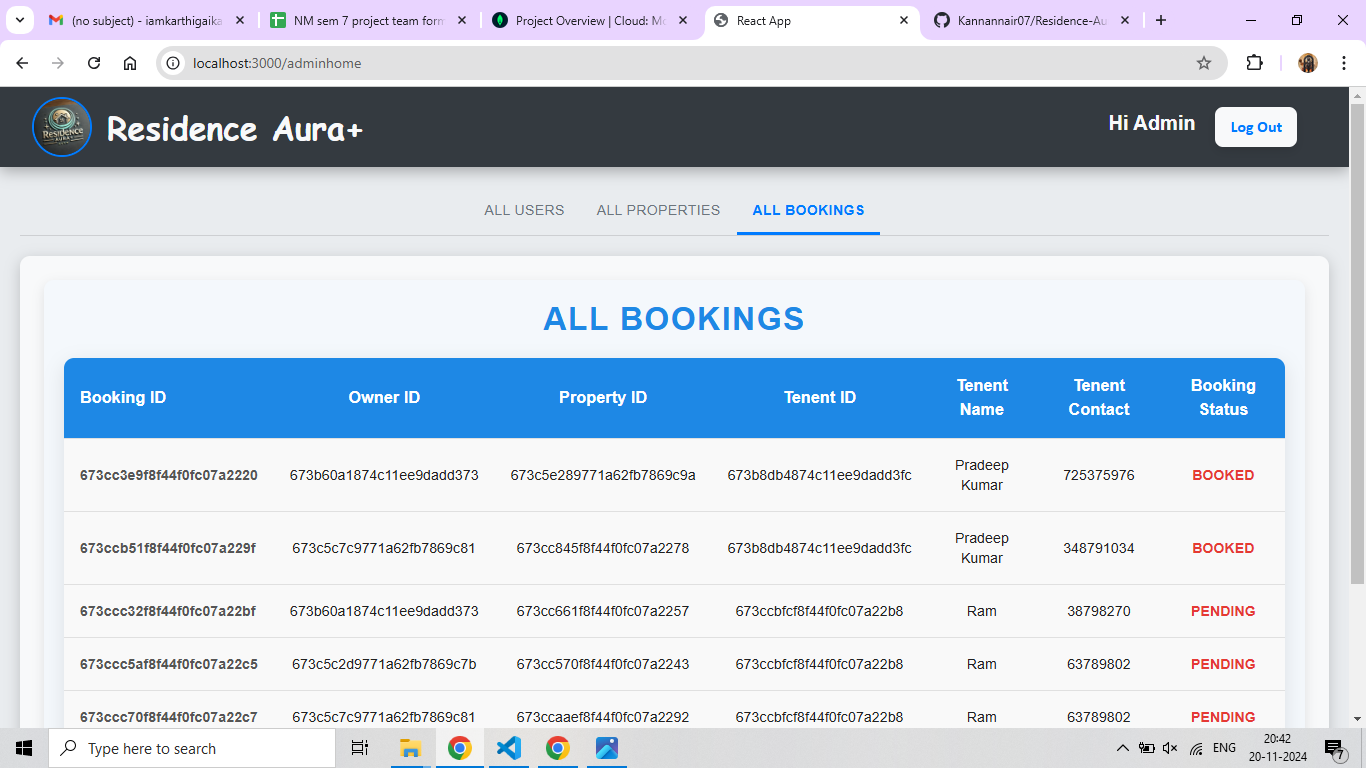 (no subject) - iamkarthigaika
NM sem 7 project team form
Project Overview | Cloud: Mo
React App
Kannannair07/Residence-Au
localhost:3000/adminhome
Residence
AURA
Residence Aura+
Hi Admin
Log Out
ALL USERS
ALL PROPERTIES
ALL BOOKINGS
ALL BOOKINGS
Booking ID Owner ID Property ID Tenent ID Tenent Name Tenent Contact Booking Status
673cc3e9f8f44f0fc07a2220 673b60a1874c11ee9dadd373 673c5e289771a62fb7869c9a 673b8db4874c11ee9dadd3fc Pradeep Kumar 725375976 BOOKED
673ccb51f8f44f0fc07a229f 673c5c7c9771a62fb7869c81 673cc845f8f44f0fc07a2278 673b8db4874c11ee9dadd3fc Pradeep Kumar 348791034 BOOKED
673ccc32f8f44f0fc07a22bf 673b60a1874c11ee9dadd373 673cc661f8f44f0fc07a2257 673ccbfcf8f44f0fc07a22b8 Ram 38798270 PENDING
673ccc5af8f44f0fc07a22c5 673c5c2d9771a62fb7869c7b 673cc570f8f44f0fc07a2243 673ccbfcf8f44f0fc07a22b8 Ram 63789802 PENDING
673ccc70f8f44f0fc07a22c7 673c5c7c9771a62fb7869c81 673ccaaef8f44f0fc07a2292 673ccbfcf8f44f0fc07a22b8 Ram 63789802 PENDING
Type here to search
ENG
20:42
20-11-2024
7